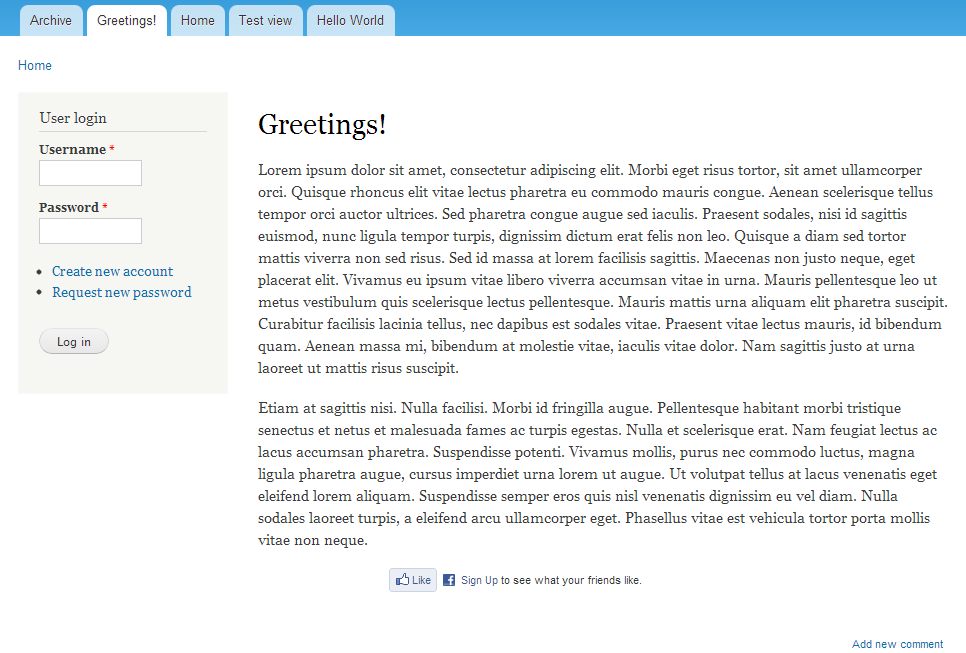 Archive
Greetings!
Home
Test view
Hello World
Home
User login
Username *
Password *
Create new account
Request new password
Log in
Greetings!
Lorem ipsum dolor sit amet, consectetur adipiscing elit. Morbi eget risus tortor, sit amet ullamcorper
orci. Quisque rhoncus elit vitae lectus pharetra eu commodo mauris congue. Aenean scelerisque tellus
tempor orci auctor ultrices. Sed pharetra congue augue sed iaculis. Praesent sodales, nisi id sagittis
euismod, nunc ligula tempor turpis, dignissim dictum erat felis non leo. Quisque a diam sed tortor
mattis viverra non sed risus. Sed id massa at lorem facilisis sagittis. Maecenas non justo neque, eget
placerat elit. Vivamus eu ipsum vitae libero viverra accumsan vitae in urna. Mauris pellentesque leo ut
metus vestibulum quis scelerisque lectus pellentesque. Mauris mattis urna aliquam elit pharetra suscipit.
Curabitur facilisis lacinia tellus, nec dapibus est sodales vitae. Praesent vitae lectus mauris, id bibendum
quam. Aenean massa mi, bibendum at molestie vitae, iaculis vitae dolor. Nam sagittis justo at urna
laoreet ut mattis risus suscipit.
Etiam at sagittis nisi. Nulla facilisi. Morbi id fringilla augue. Pellentesque habitant morbi tristique
senectus et netus et malesuada fames ac turpis egestas. Nulla et scelerisque erat. Nam feugiat lectus ac
lacus accumsan pharetra. Suspendisse potenti. Vivamus mollis, purus nec commodo luctus, magna
ligula pharetra augue, cursus imperdiet urna lorem ut augue. Ut volutpat tellus at lacus venenatis eget
eleifend lorem aliquam. Suspendisse semper eros quis nisl venenatis dignissim eu vel diam. Nulla
sodales laoreet turpis, a eleifend arcu ullamcorper eget. Phasellus vitae est vehicula tortor porta mollis
vitae non neque.
Like
Sign Up to see what your friends like.
Add new comment